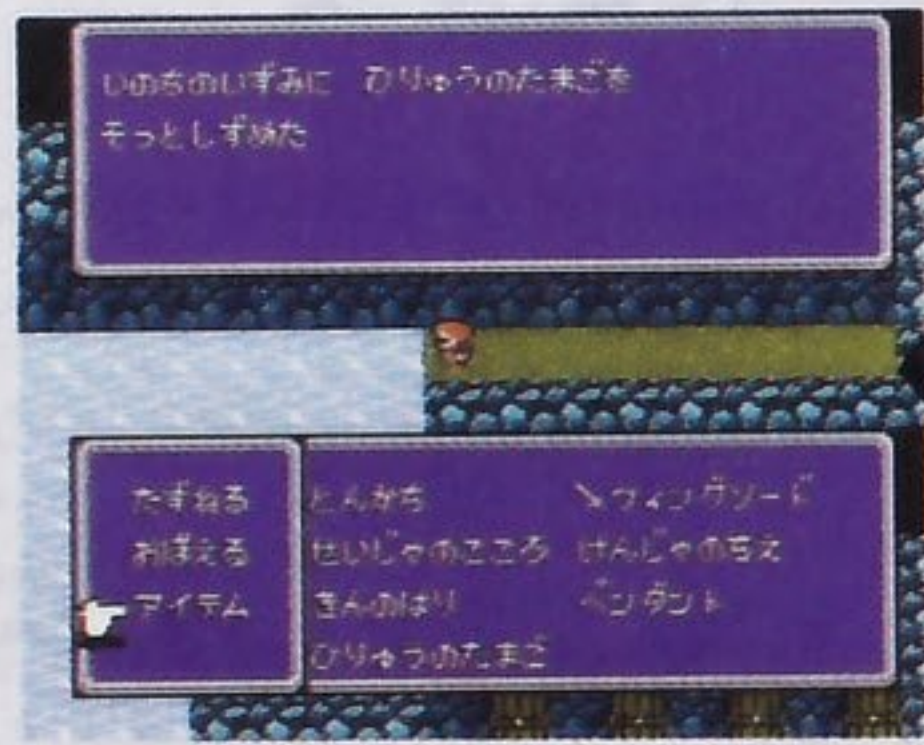 いのちのいずみに ひりゅうのたまごを
そっとしずめた
たずねる
おぼえる
アイテム
とんかち ウィングソード
せいじゃのこころ けんじゃのちえ
きんのはり ペンダント
ひりゅうのたまご